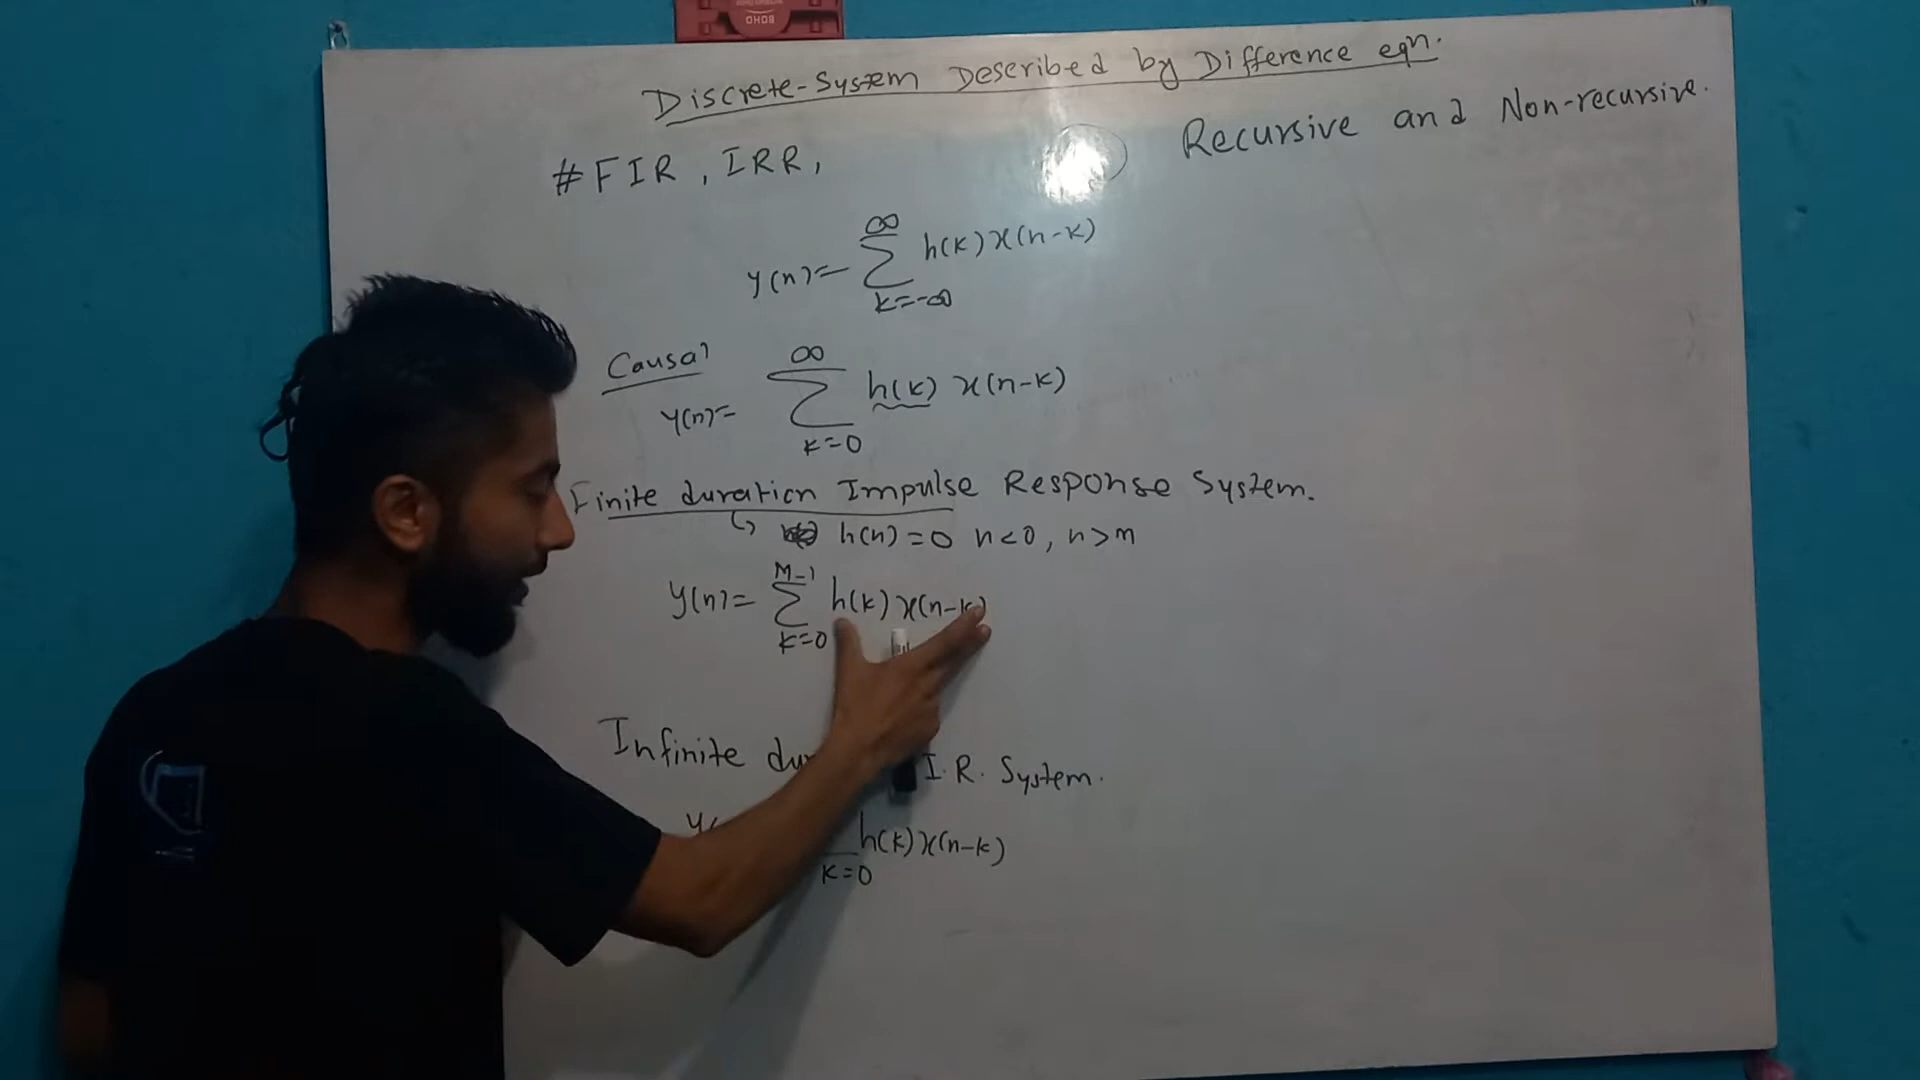 BOHO
Discrete-System Described by Difference eqn.
Recursive and Non-recursive.
#FIR, IRR,
y(n)= ∞ Σ k=-∞ h(k)x(n-k)
Causal
y(n)= ∞ Σ k=0 h(k) x(n-k)
Finite duration Impulse Response System.
↳ h(n)=0 n<0, n>m
y(n)= M-1 Σ k=0 h(k)x(n-k)
Infinite I.R. System.
k=0 h(k)x(n-k)